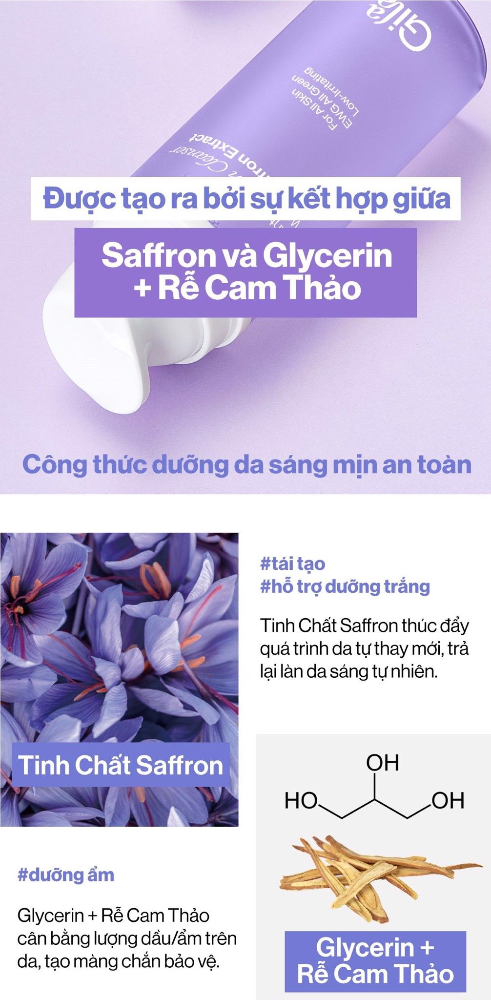 Gilla
For All Skin
EWG All Green
Low-Irritating
Cleanser
Extract
Được tạo ra bởi sự kết hợp giữa
Saffron và Glycerin
+ Rễ Cam Thảo
Công thức dưỡng da sáng mịn an toàn
#tái tạo
#hỗ trợ dưỡng trắng
Tinh Chất Saffron thúc đẩy
quá trình da tự thay mới, trả
lại làn da sáng tự nhiên.
Tinh Chất Saffron
OH
HO
OH
#dưỡng ẩm
Glycerin + Rễ Cam Thảo
cân bằng lượng dầu/ẩm trên
da, tạo màng chắn bảo vệ.
Glycerin +
Rễ Cam Thảo